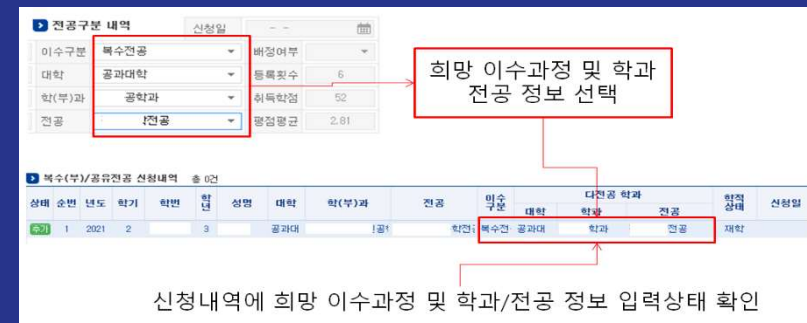 전공구분 내역 신청일 - -
이수구분 복수전공 배정여부
대학 공과대학 등록횟수 6
학(부)과 공학과 취득학점 52
전공 전공 평점평균 2.81
희망 이수과정 및 학과
전공 정보 선택
복수(부)/공유전공 신청내역 총 0건
상태 순번 년도 학기 학번 학년 성명 대학 학(부)과 전공 이수구분 다전공 학과 학적상태 신청일
대학 학과 전공
추가 1 2021 2 3 공과대 복수전 공과대 학과 전공 재학
신청내역에 희망 이수과정 및 학과/전공 정보 입력상태 확인